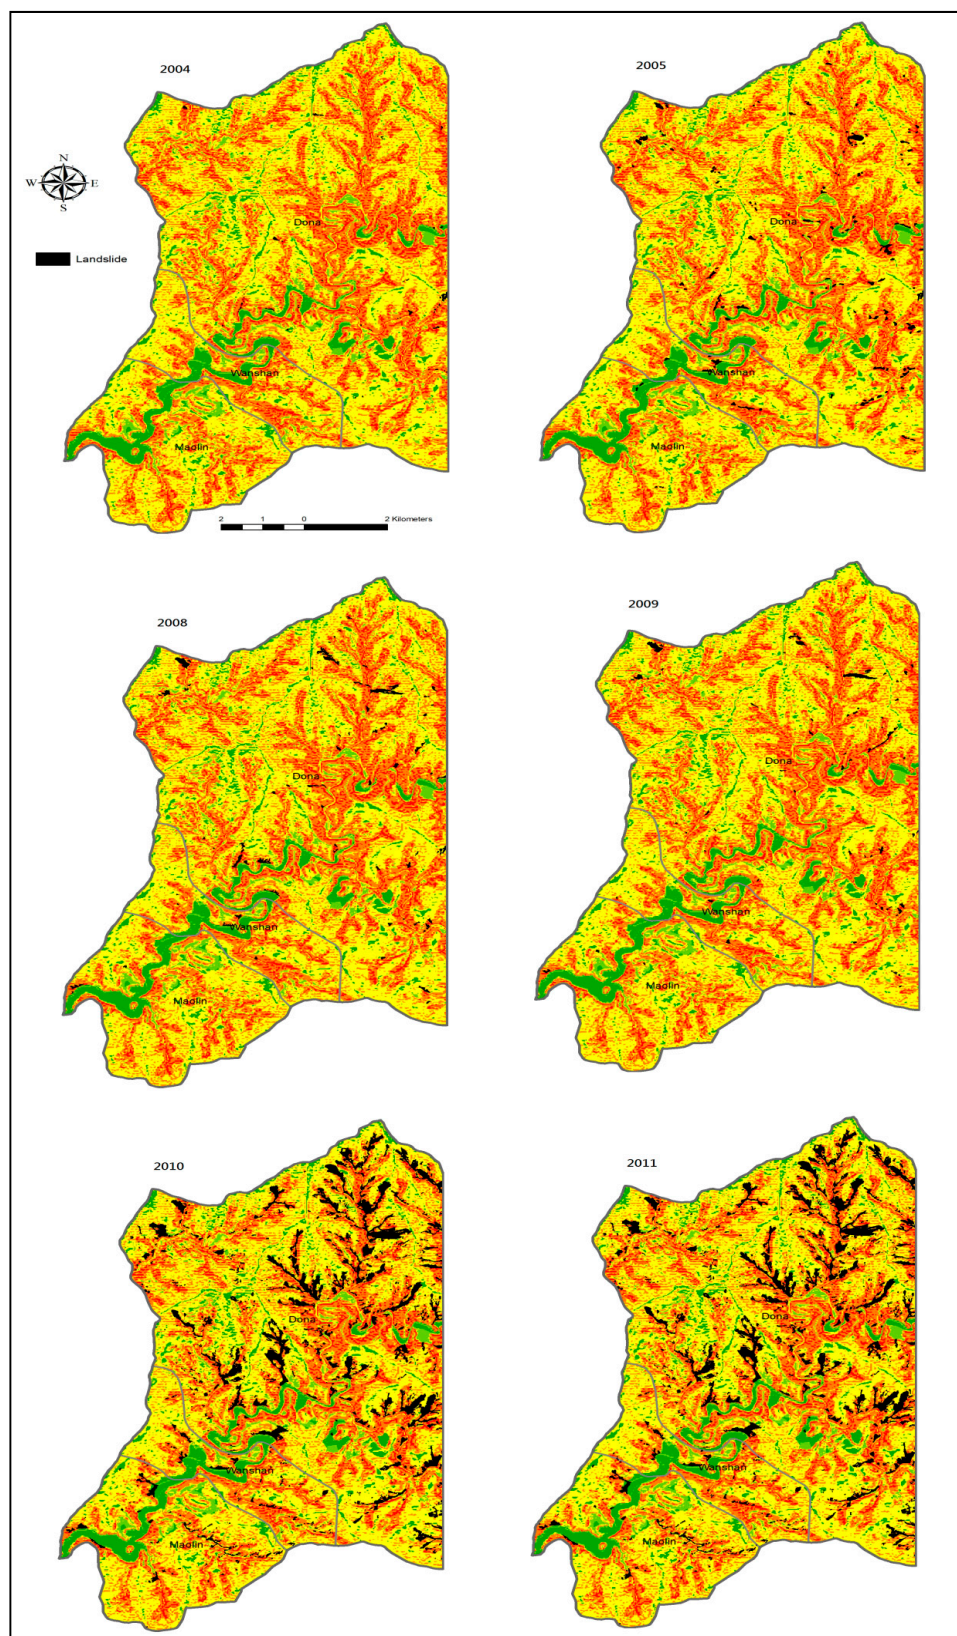 2004
2005
N
W E
S
Dona
Dona
Landslide
Wanshan
Wanshan
Maolin
Maolin
2 1 0 2 Kilometers
2008
2009
Dona
Dona
Wanshan
Wanshan
Maolin
Maolin
2010
2011
Dona
Dona
Wanshan
Wanshan
Maolin
Maolin